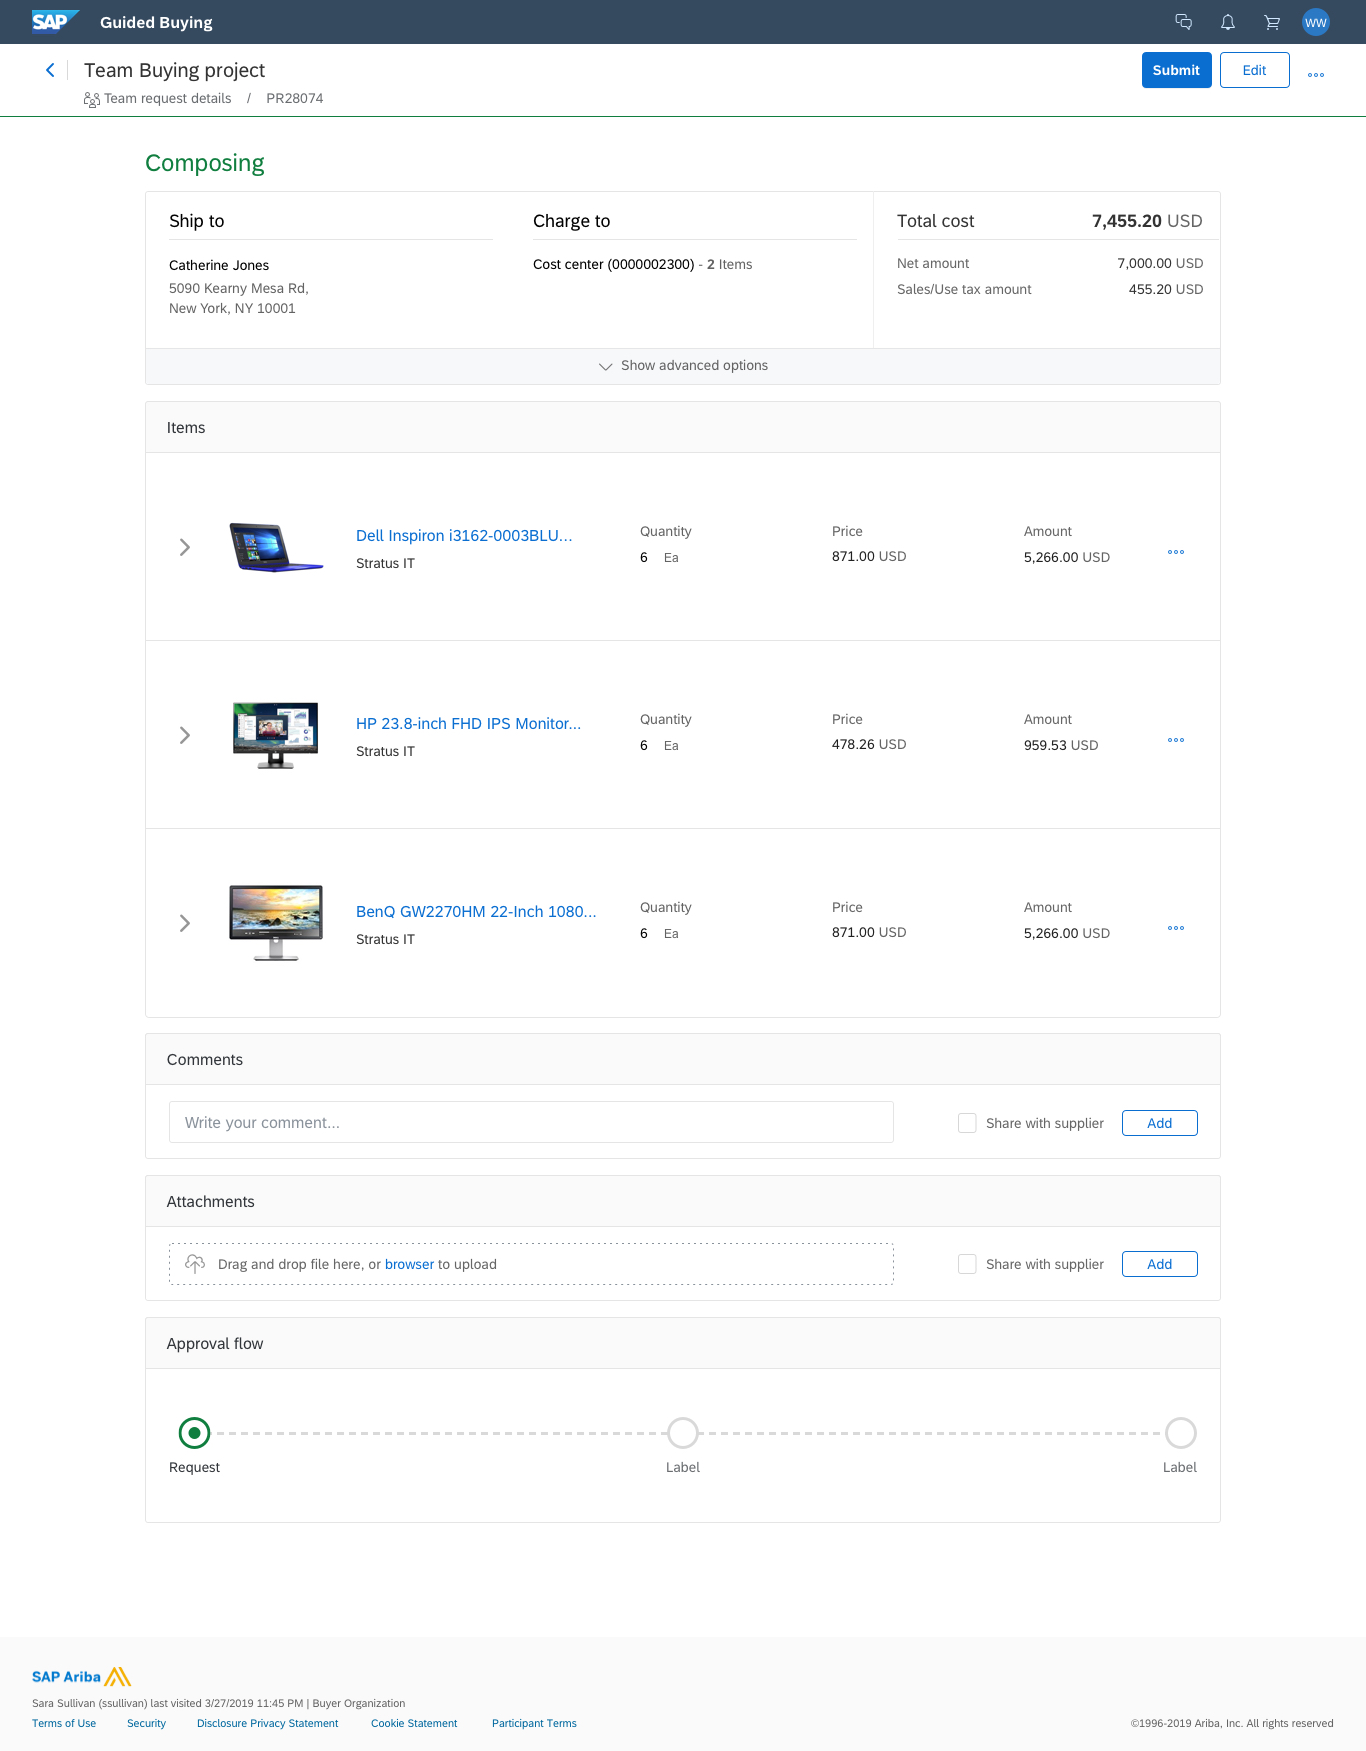 SAP Guided Buying WW
Team Buying project Submit Edit
Team request details / PR28074
Composing
Ship to Charge to Total cost 7,455.20 USD
Catherine Jones Cost center (0000002300) - 2 Items Net amount 7,000.00 USD
5090 Kearny Mesa Rd, Sales/Use tax amount 455.20 USD
New York, NY 10001
Show advanced options
Items
Dell Inspiron i3162-0003BLU... Quantity Price Amount
Stratus IT 6 Ea 871.00 USD 5,266.00 USD
HP 23.8-inch FHD IPS Monitor... Quantity Price Amount
Stratus IT 6 Ea 478.26 USD 959.53 USD
BenQ GW2270HM 22-Inch 1080... Quantity Price Amount
Stratus IT 6 Ea 871.00 USD 5,266.00 USD
Comments
Write your comment... Share with supplier Add
Attachments
Drag and drop file here, or browser to upload Share with supplier Add
Approval flow
Request Label Label
SAP Ariba
Sara Sullivan (ssullivan) last visited 3/27/2019 11:45 PM | Buyer Organization
Terms of Use Security Disclosure Privacy Statement Cookie Statement Participant Terms ©1996-2019 Ariba, Inc. All rights reserved